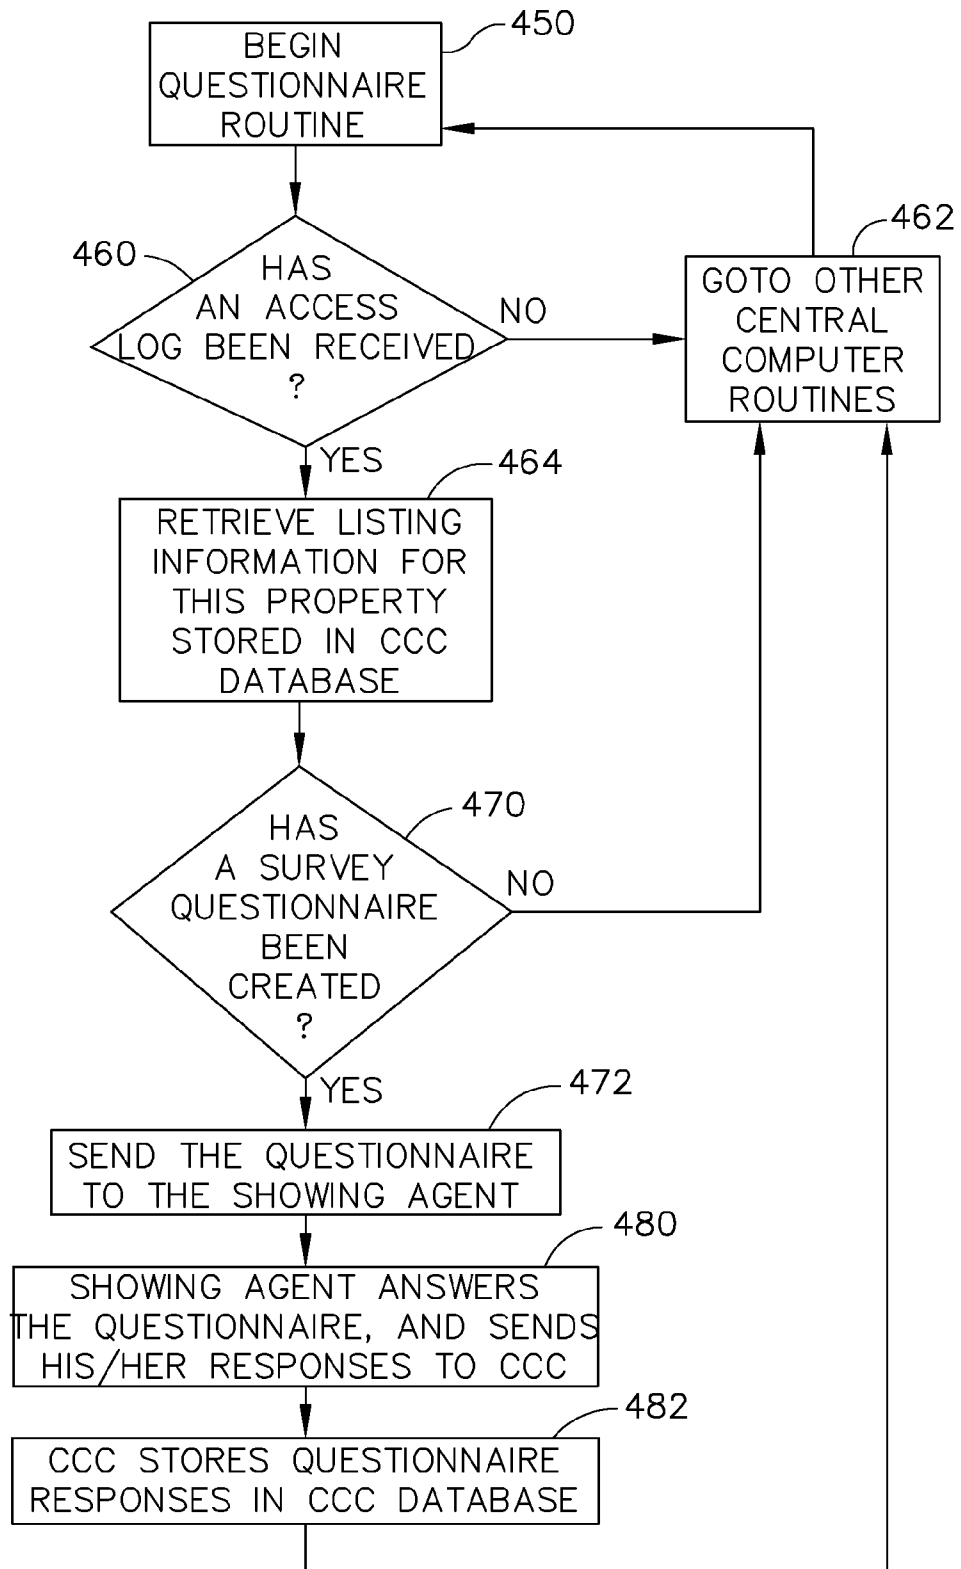 450
BEGIN
QUESTIONNAIRE
ROUTINE
460
HAS
AN ACCESS
LOG BEEN RECEIVED
?
NO
462
GOTO OTHER
CENTRAL
COMPUTER
ROUTINES
YES
464
RETRIEVE LISTING
INFORMATION FOR
THIS PROPERTY
STORED IN CCC
DATABASE
470
HAS
A SURVEY
QUESTIONNAIRE
BEEN
CREATED
?
NO
YES
472
SEND THE QUESTIONNAIRE
TO THE SHOWING AGENT
480
SHOWING AGENT ANSWERS
THE QUESTIONNAIRE, AND SENDS
HIS/HER RESPONSES TO CCC
482
CCC STORES QUESTIONNAIRE
RESPONSES IN CCC DATABASE